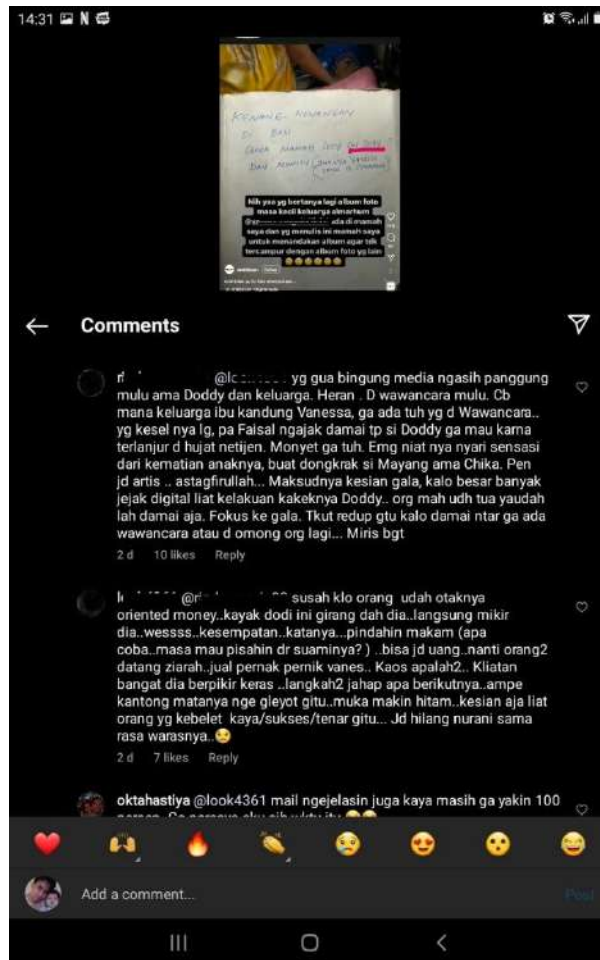 14:31
KENANG KENANGAN
DI BALI
DAN
Nih yaa yg bertanya lagi album foto
masa kecil keluarga almarhum
ada di mamah
saya dan yg menulis ini mamah saya
untuk menandakan album agar tdk
tercampur dengan album foto yg lain
Comments
yg gua bingung media ngasih panggung
mulu ama Doddy dan keluarga. Heran . D wawancara mulu. Cb
mana keluarga ibu kandung Vanessa, ga ada tuh yg d Wawancara..
yg kesel nya lg, pa Faisal ngajak damai tp si Doddy ga mau karna
terlanjur d hujat netijen. Monyet ga tuh. Emg niat nya nyari sensasi
dari kematian anaknya, buat dongkrak si Mayang ama Chika. Pen
jd artis .. astagfirullah... Maksudnya kesian gala, kalo besar banyak
jejak digital liat kelakuan kakeknya Doddy.. org mah udh tua yaudah
lah damai aja. Fokus ke gala. Tkut redup gtu kalo damai ntar ga ada
wawancara atau d omong org lagi... Miris bgt
2 d 10 likes Reply
susah klo orang udah otaknya
oriented money..kayak dodi ini girang dah dia..langsung mikir
dia..wessss..kesempatan..katanya...pindahin makam (apa
coba..masa mau pisahin dr suaminya? ) ..bisa jd uang..nanti orang2
datang ziarah..jual pernak pernik vanes.. Kaos apalah2.. Kliatan
bangat dia berpikir keras ..langkah2 jahap apa berikutnya..ampe
kantong matanya nge gleyot gitu..muka makin hitam..kesian aja liat
orang yg kebelet kaya/sukses/tenar gitu... Jd hilang nurani sama
rasa warasnya..😢
2 d 7 likes Reply
oktahastiya @look4361 mail ngejelasin juga kaya masih ga yakin 100
Add a comment...
Post